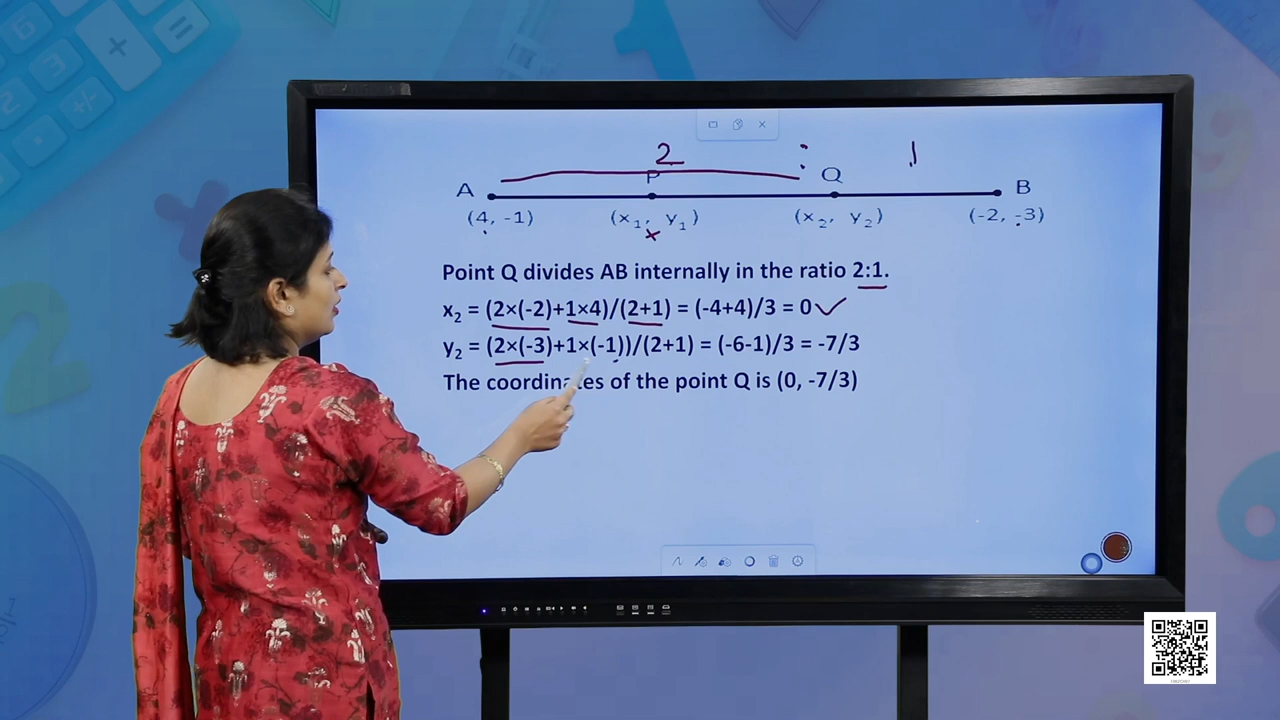 2 : 1
A P Q B
(4, -1) (x₁, y₁) (x₂, y₂) (-2, -3)
x
Point Q divides AB internally in the ratio 2:1.
x₂ = (2×(-2)+1×4)/(2+1) = (-4+4)/3 = 0 ✓
y₂ = (2×(-3)+1×(-1))/(2+1) = (-6-1)/3 = -7/3
The coordinates of the point Q is (0, -7/3)